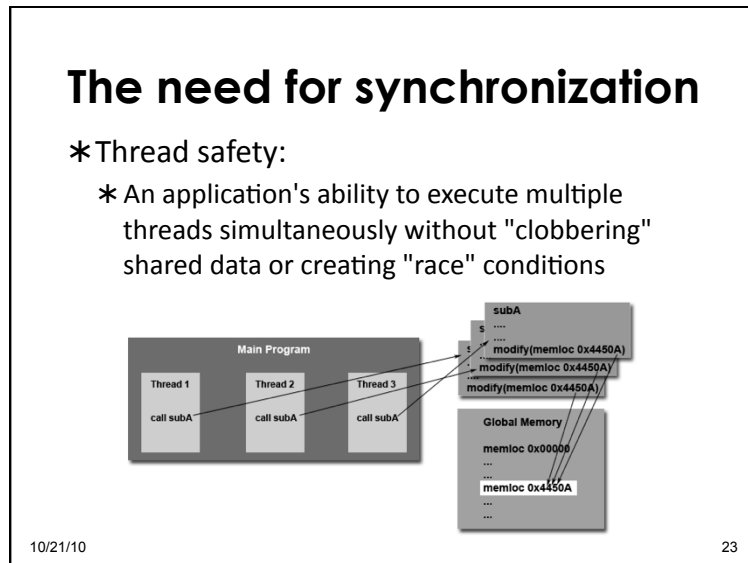 The need for synchronization
∗ Thread safety:
∗ An application's ability to execute multiple
threads simultaneously without "clobbering"
shared data or creating "race" conditions
Main Program
Thread 1
call subA
Thread 2
call subA
Thread 3
call subA
subA
....
....
modify(memloc 0x4450A)
modify(memloc 0x4450A)
modify(memloc 0x4450A)
Global Memory
memloc 0x00000
...
...
memloc 0x4450A
...
...
10/21/10
23